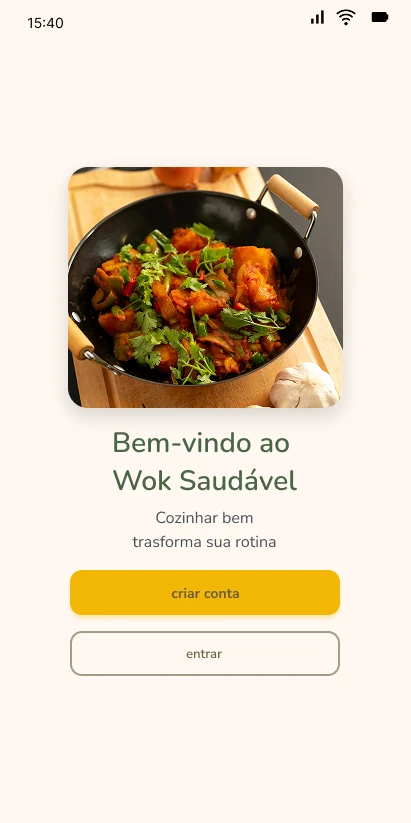 15:40
Bem-vindo ao
Wok Saudável
Cozinhar bem
trasforma sua rotina
criar conta
entrar